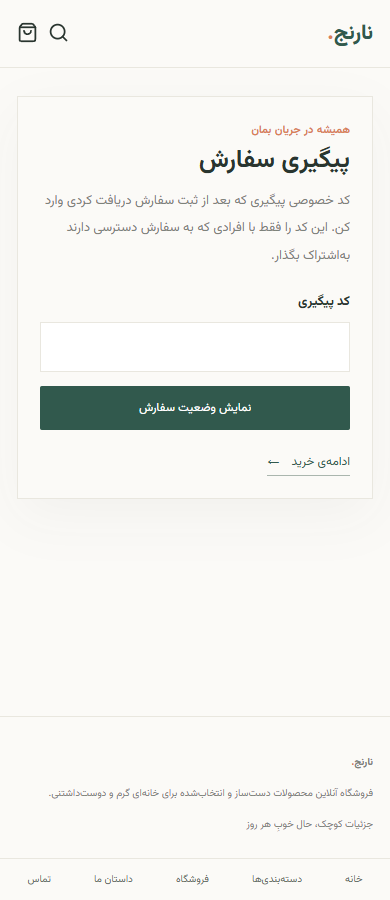 نارنج.
همیشه در جریان بمان
پیگیری سفارش
کد خصوصی پیگیری که بعد از ثبت سفارش دریافت کردی وارد
کن. این کد را فقط با افرادی که به سفارش دسترسی دارند
به‌اشتراک بگذار.
کد پیگیری
نمایش وضعیت سفارش
ادامه‌ی خرید ←
نارنج.
فروشگاه آنلاین محصولات دست‌ساز و انتخاب‌شده برای خانه‌ای گرم و دوست‌داشتنی.
جزئیات کوچک، حال خوب هر روز
خانه دسته‌بندی‌ها فروشگاه داستان ما تماس